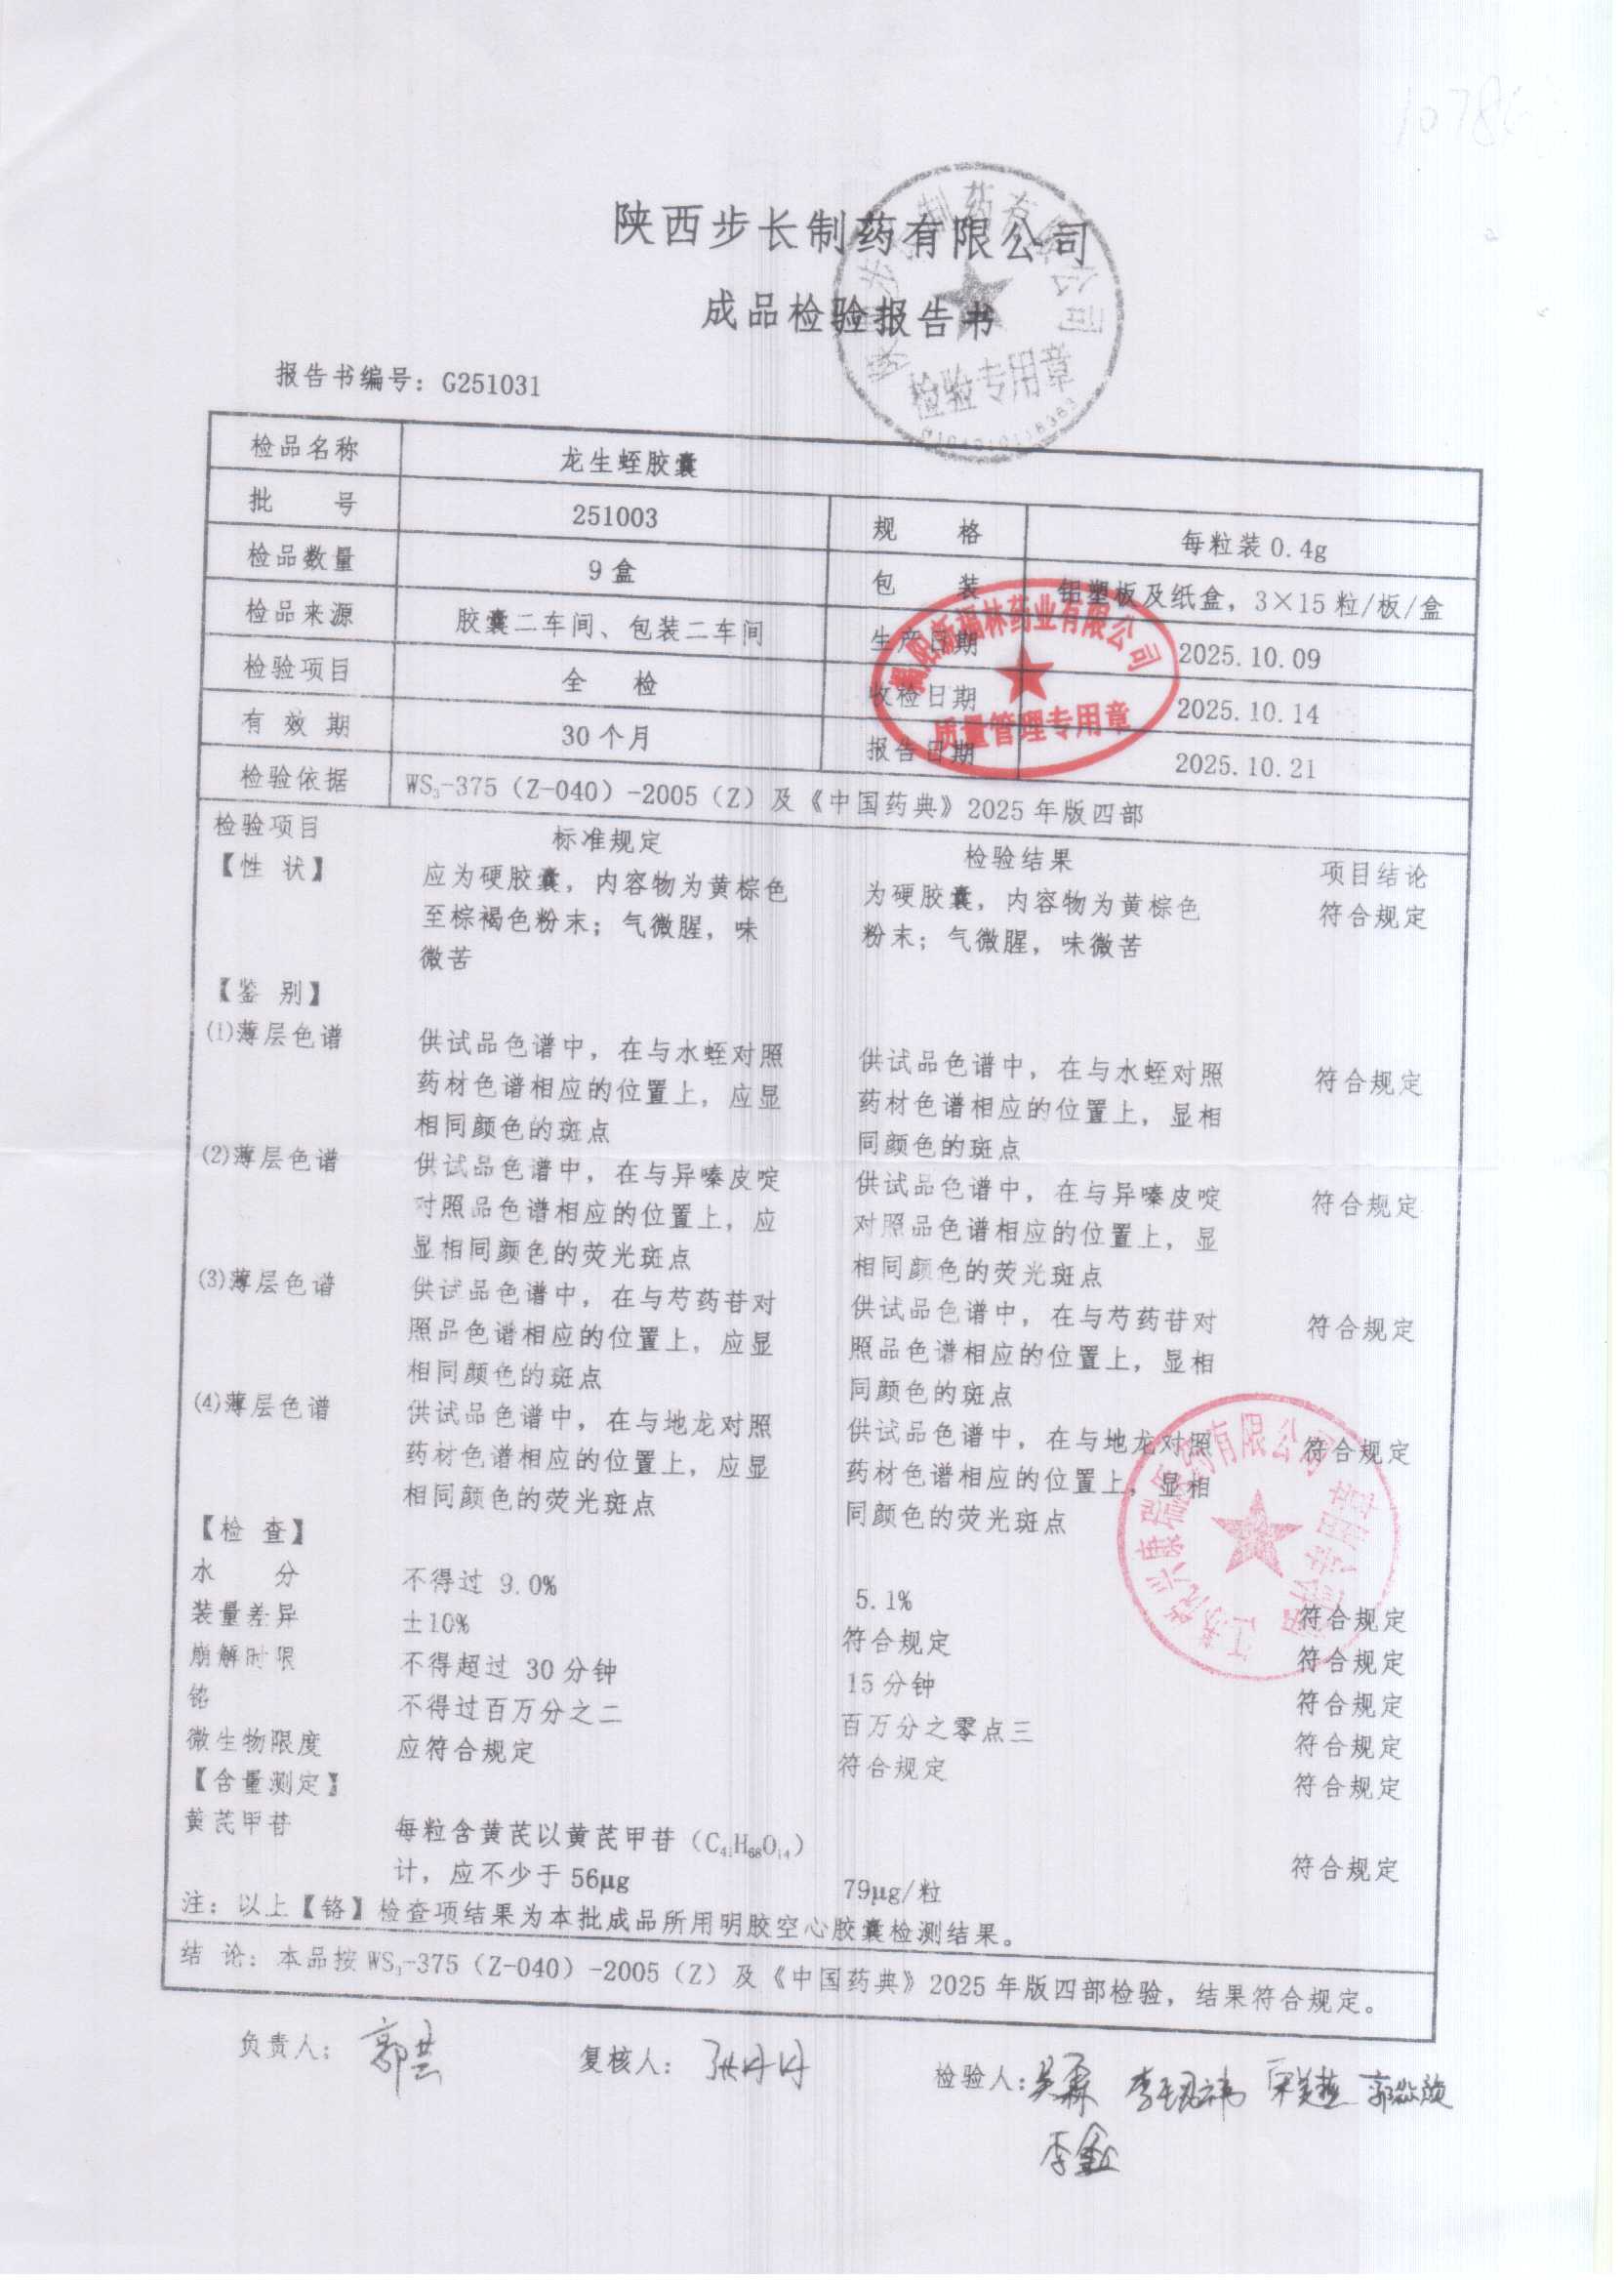 陕西步长制药有限公司
成品检验报告书
检验专用章
报告书编号：G251031
检品名称 龙生蛭胶囊
批 号 251003 规 格 每粒装0.4g
检品数量 9盒 包 装 铝塑板及纸盒，3×15粒/板/盒
检品来源 胶囊二车间、包装二车间 生产日期 2025.10.09
检验项目 全 检 收检日期 2025.10.14
有 效 期 30个月 报告日期 2025.10.21
质量管理专用章
检验依据 WS₃-375（Z-040）-2005（Z）及《中国药典》2025年版四部
检验项目 标准规定 检验结果 项目结论
【性 状】 应为硬胶囊，内容物为黄棕色 为硬胶囊，内容物为黄棕色 符合规定
至棕褐色粉末；气微腥，味 粉末；气微腥，味微苦
微苦
【鉴 别】
⑴薄层色谱 供试品色谱中，在与水蛭对照 供试品色谱中，在与水蛭对照 符合规定
药材色谱相应的位置上，应显 药材色谱相应的位置上，显相
相同颜色的斑点 同颜色的斑点
⑵薄层色谱 供试品色谱中，在与异嗪皮啶 供试品色谱中，在与异嗪皮啶 符合规定
对照品色谱相应的位置上，应 对照品色谱相应的位置上，显
显相同颜色的荧光斑点 相同颜色的荧光斑点
⑶薄层色谱 供试品色谱中，在与芍药苷对 供试品色谱中，在与芍药苷对 符合规定
照品色谱相应的位置上，应显 照品色谱相应的位置上，显相
相同颜色的斑点 同颜色的斑点
⑷薄层色谱 供试品色谱中，在与地龙对照 供试品色谱中，在与地龙对照 符合规定
药材色谱相应的位置上，应显 药材色谱相应的位置上，显相
相同颜色的荧光斑点 同颜色的荧光斑点
【检 查】
水 分 不得过 9.0% 5.1% 符合规定
装量差异 ±10% 符合规定 符合规定
崩解时限 不得超过 30分钟 15分钟 符合规定
铬 不得过百万分之二 百万分之零点三 符合规定
微生物限度 应符合规定 符合规定 符合规定
【含量测定】
黄芪甲苷 每粒含黄芪以黄芪甲苷（C₄₁H₆₈O₁₄） 符合规定
计，应不少于56μg 79μg/粒
注：以上【铬】检查项结果为本批成品所用明胶空心胶囊检测结果。
结 论：本品按WS₃-375（Z-040）-2005（Z）及《中国药典》2025年版四部检验，结果符合规定。
负责人： 郭芸 复核人： 张丹丹 检验人：
李鑫